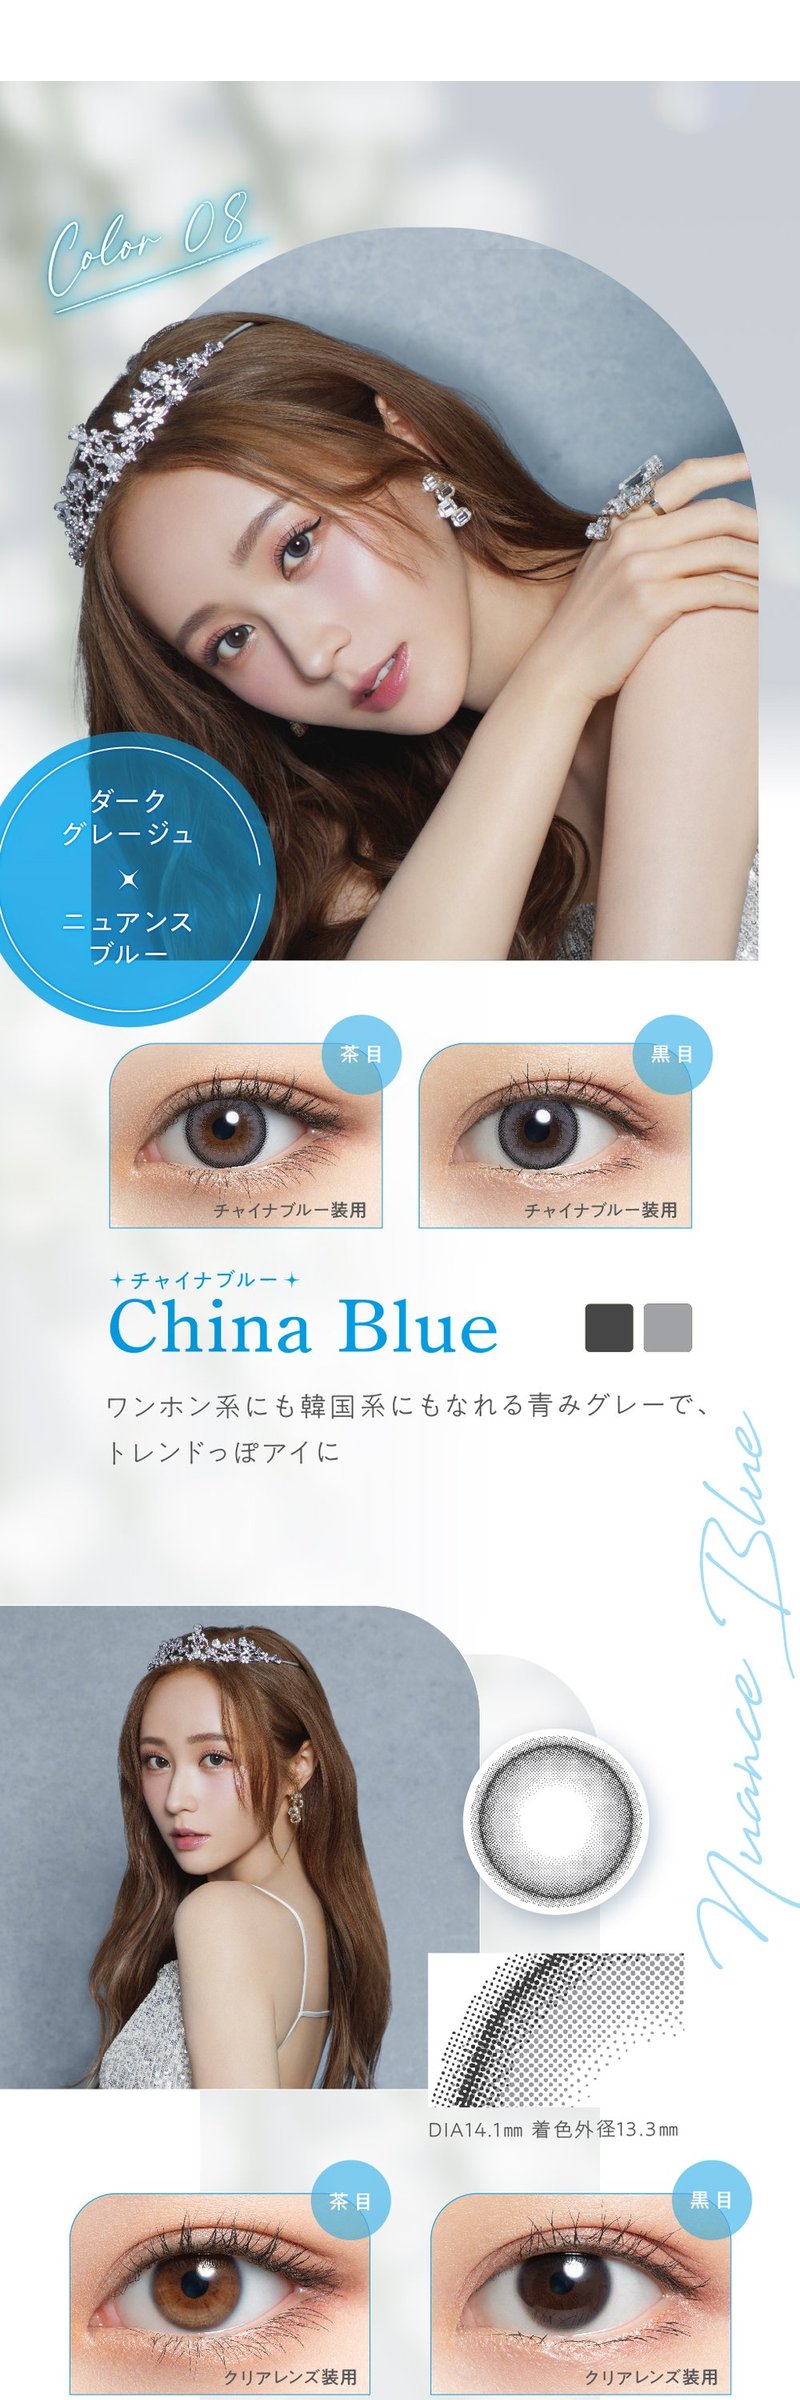 Color 08
ダーク
グレージュ
ニュアンス
ブルー
茶目
黒目
チャイナブルー装用
チャイナブルー装用
チャイナブルー
China Blue
ワンホン系にも韓国系にもなれる青みグレーで、
トレンドっぽアイに
Nuance Blue
DIA14.1㎜ 着色外径13.3㎜
茶目
黒目
クリアレンズ装用
クリアレンズ装用